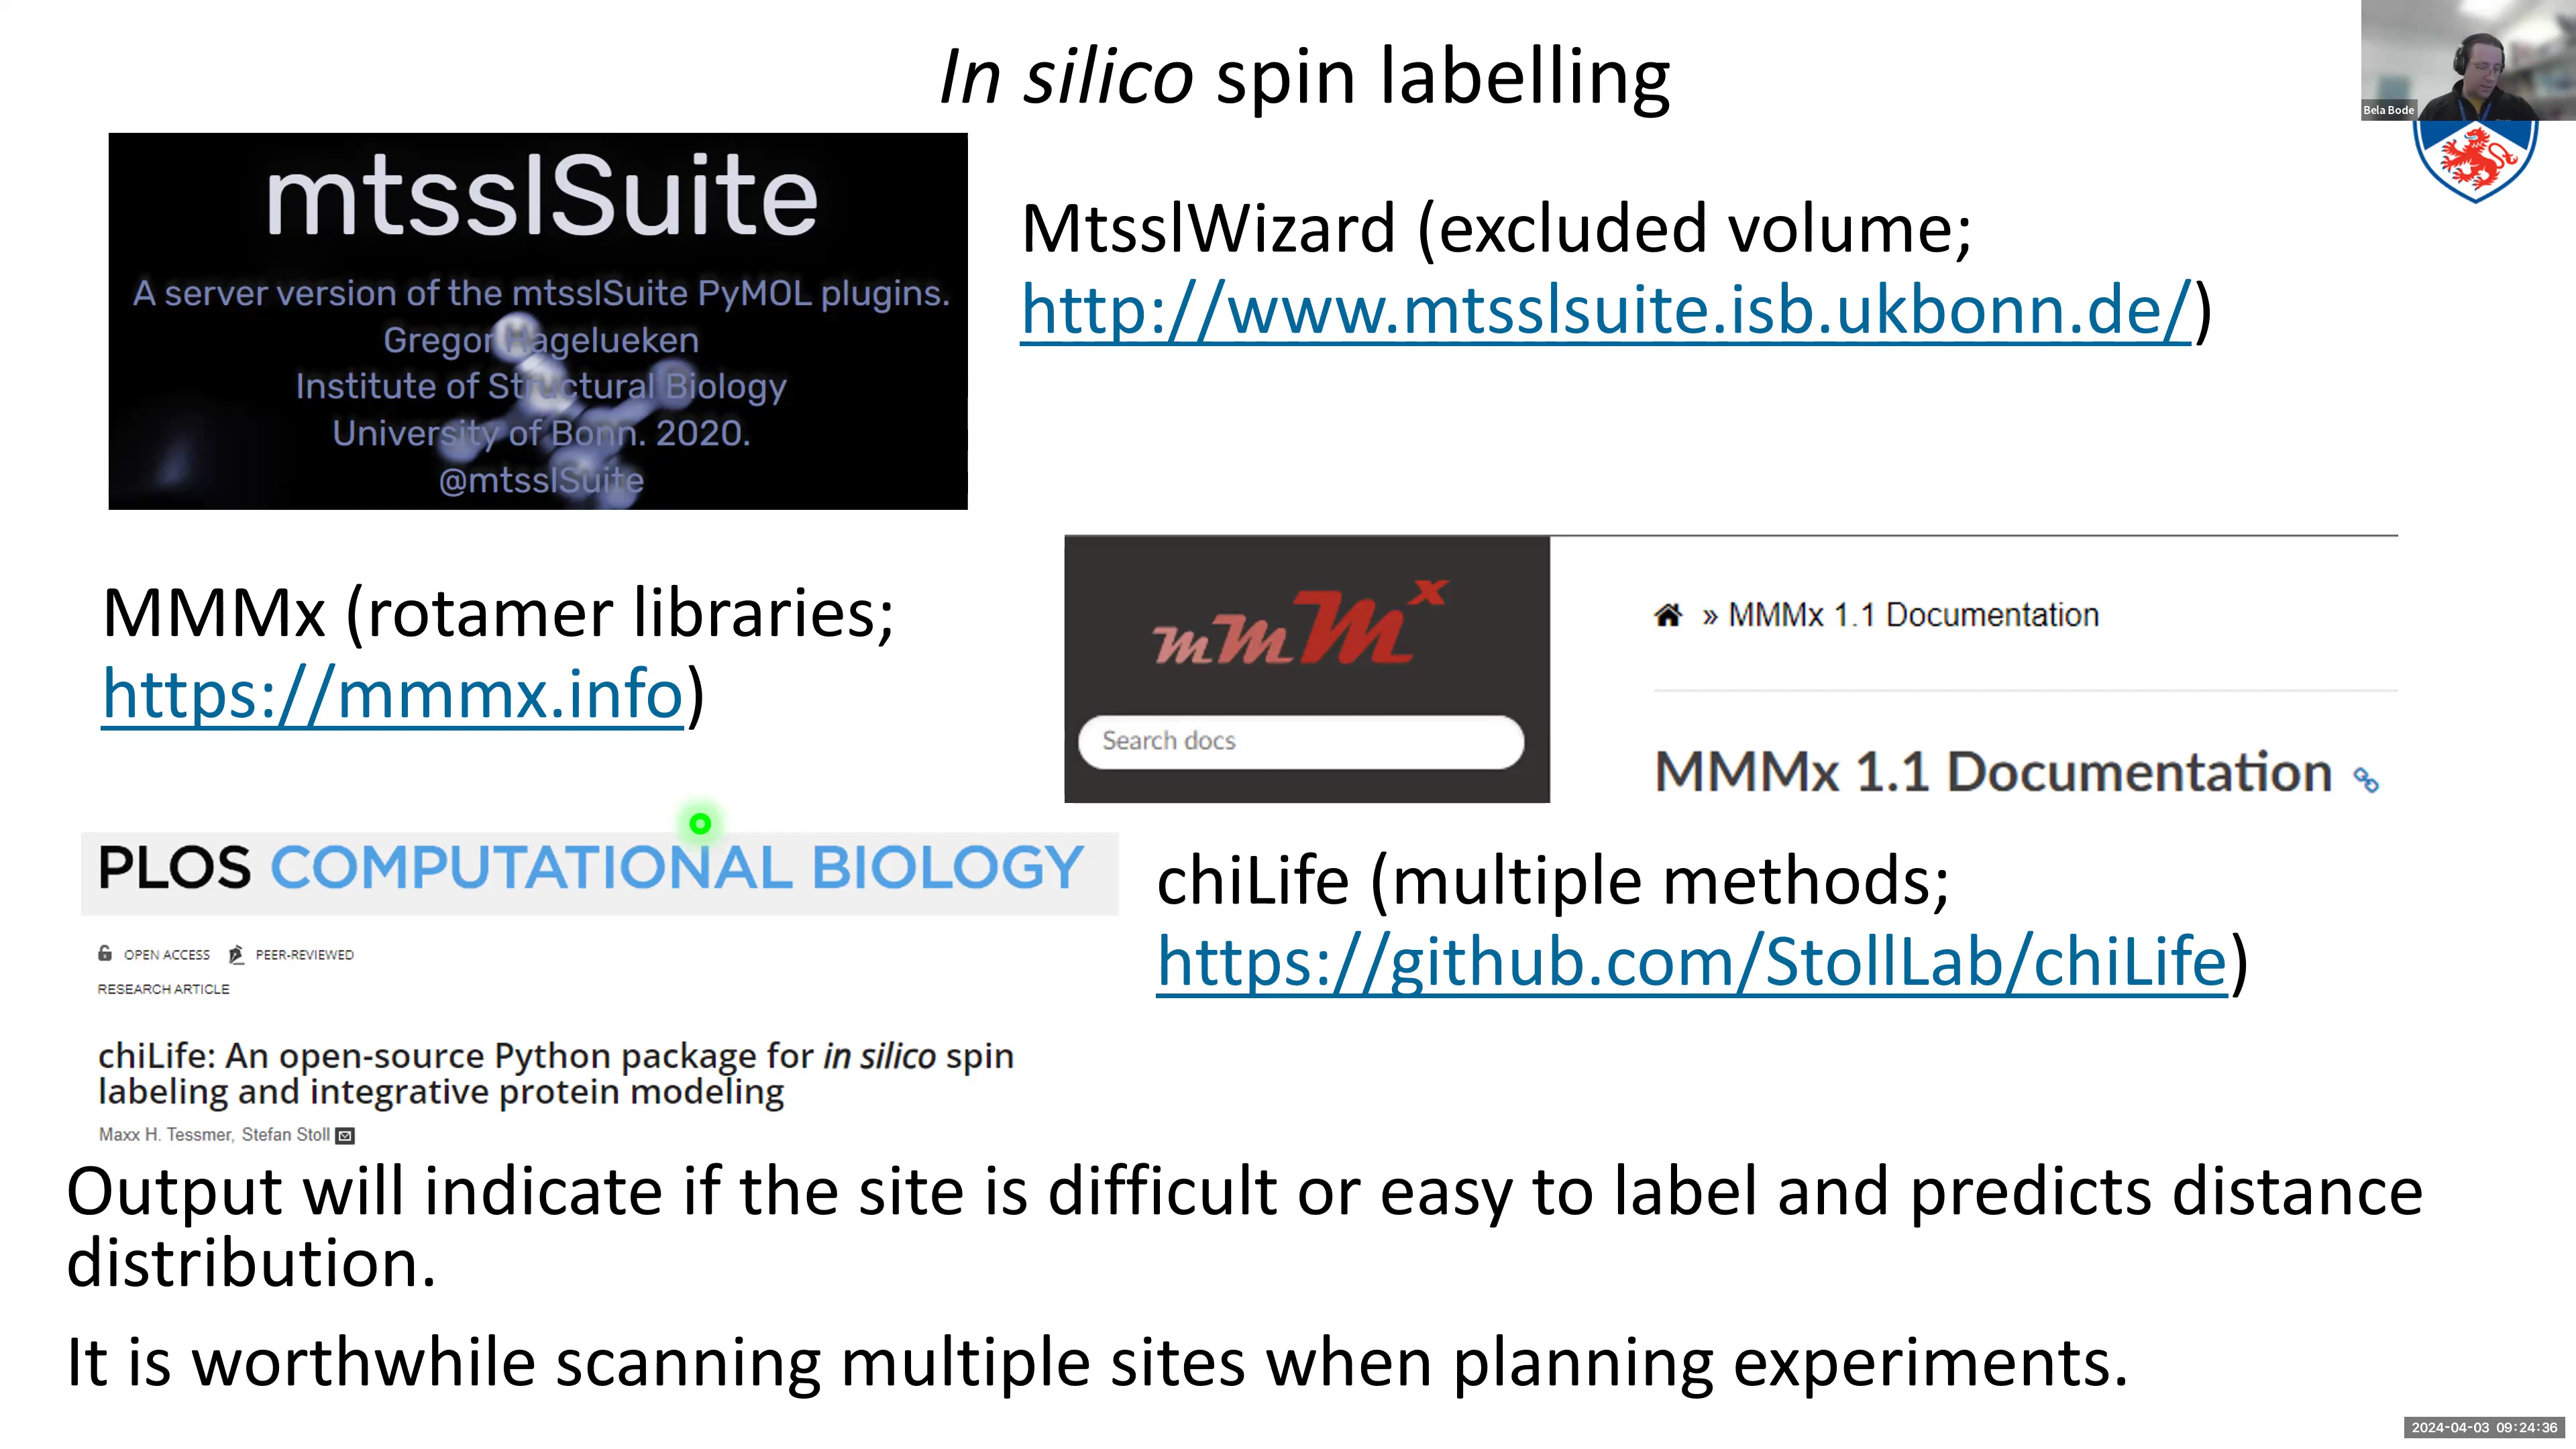 In silico spin labelling
Bela Bode
mtsslSuite
A server version of the mtsslSuite PyMOL plugins.
Gregor Hagelueken
Institute of Structural Biology
University of Bonn. 2020.
@mtsslSuite
MtsslWizard (excluded volume;
http://www.mtsslsuite.isb.ukbonn.de/)
MMMx (rotamer libraries;
https://mmmx.info)
mmMx
Search docs
» MMMx 1.1 Documentation
MMMx 1.1 Documentation
PLOS COMPUTATIONAL BIOLOGY
OPEN ACCESS PEER-REVIEWED
RESEARCH ARTICLE
chiLife: An open-source Python package for in silico spin
labeling and integrative protein modeling
Maxx H. Tessmer, Stefan Stoll
chiLife (multiple methods;
https://github.com/StollLab/chiLife)
Output will indicate if the site is difficult or easy to label and predicts distance
distribution.
It is worthwhile scanning multiple sites when planning experiments.
2024-04-03 09:24:36